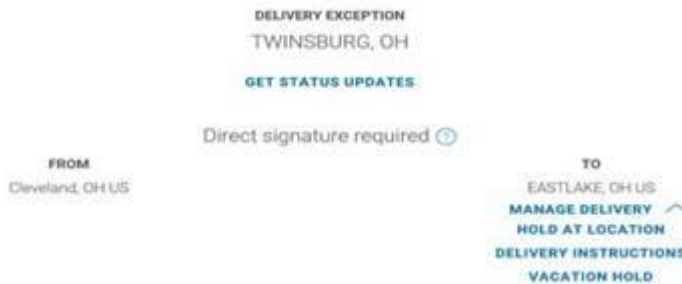 DELIVERY EXCEPTION
TWINSBURG, OH
GET STATUS UPDATES
Direct signature required ?
FROM
Cleveland, OH US
TO
EASTLAKE, OH US
MANAGE DELIVERY
HOLD AT LOCATION
DELIVERY INSTRUCTIONS
VACATION HOLD